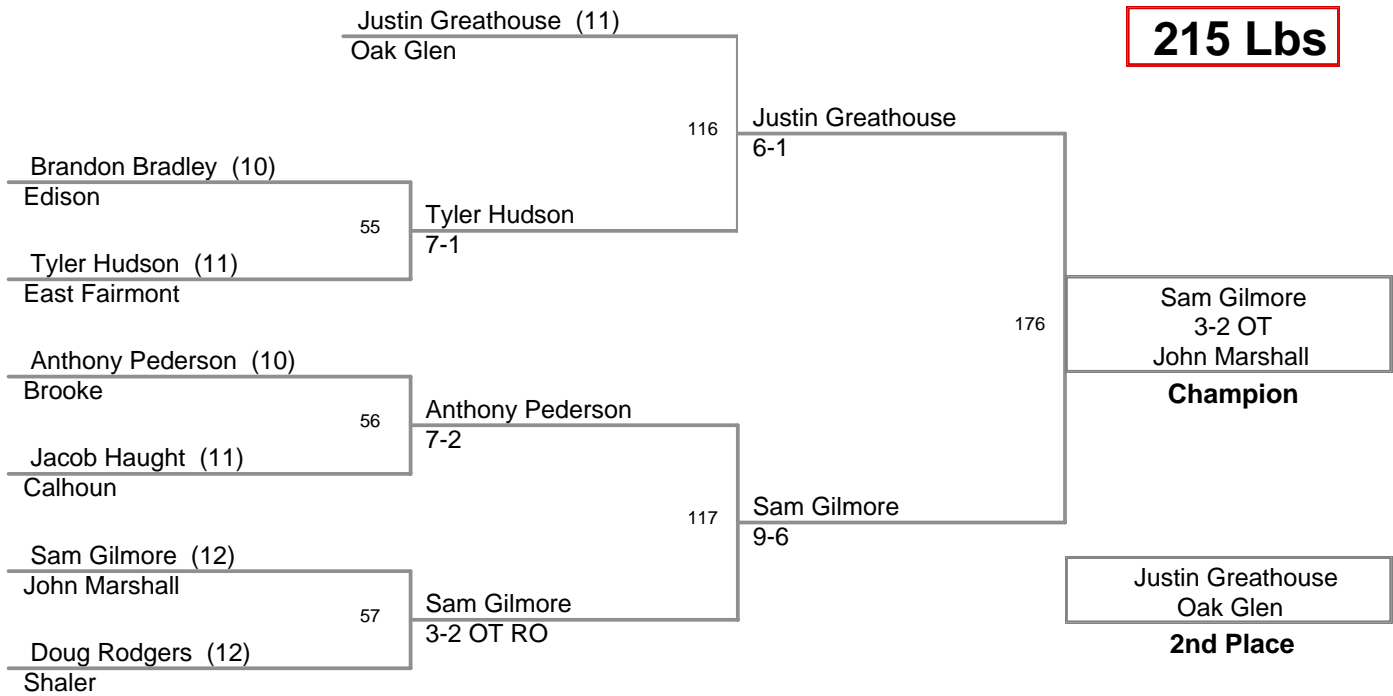 Justin Greathouse (11)
Oak Glen
215 Lbs
116
Justin Greathouse
6-1
Brandon Bradley (10)
Edison
55
Tyler Hudson
7-1
Tyler Hudson (11)
East Fairmont
176
Sam Gilmore
3-2 OT
John Marshall
Champion
Anthony Pederson (10)
Brooke
56
Anthony Pederson
7-2
Jacob Haught (11)
Calhoun
117
Sam Gilmore
9-6
Sam Gilmore (12)
John Marshall
57
Sam Gilmore
3-2 OT RO
Doug Rodgers (12)
Shaler
Justin Greathouse
Oak Glen
2nd Place